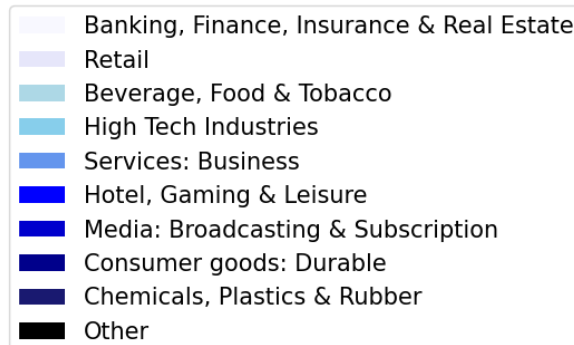 Banking, Finance, Insurance & Real Estate
Retail
Beverage, Food & Tobacco
High Tech Industries
Services: Business
Hotel, Gaming & Leisure
Media: Broadcasting & Subscription
Consumer goods: Durable
Chemicals, Plastics & Rubber
Other